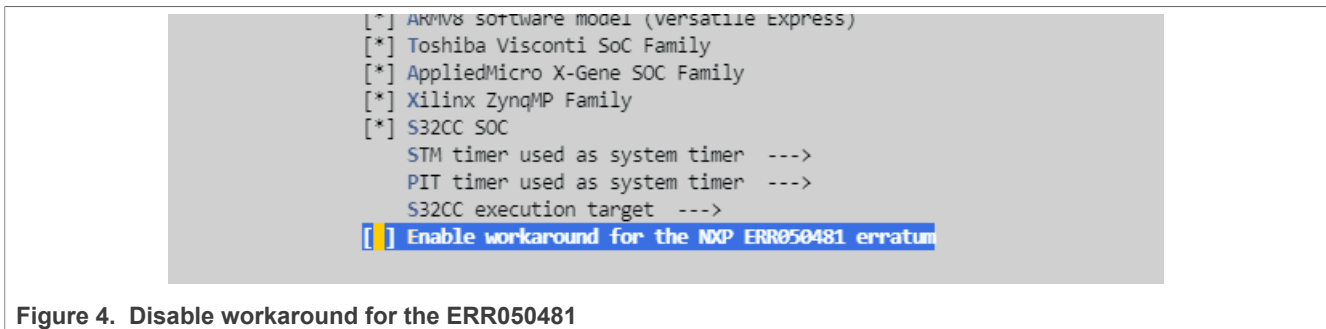 [*] ARMv8 software model (Versatile Express)
[*] Toshiba Visconti SoC Family
[*] AppliedMicro X-Gene SOC Family
[*] Xilinx ZynqMP Family
[*] S32CC SOC
STM timer used as system timer --->
PIT timer used as system timer --->
S32CC execution target --->
[ ] Enable workaround for the NXP ERR050481 erratum
Figure 4. Disable workaround for the ERR050481